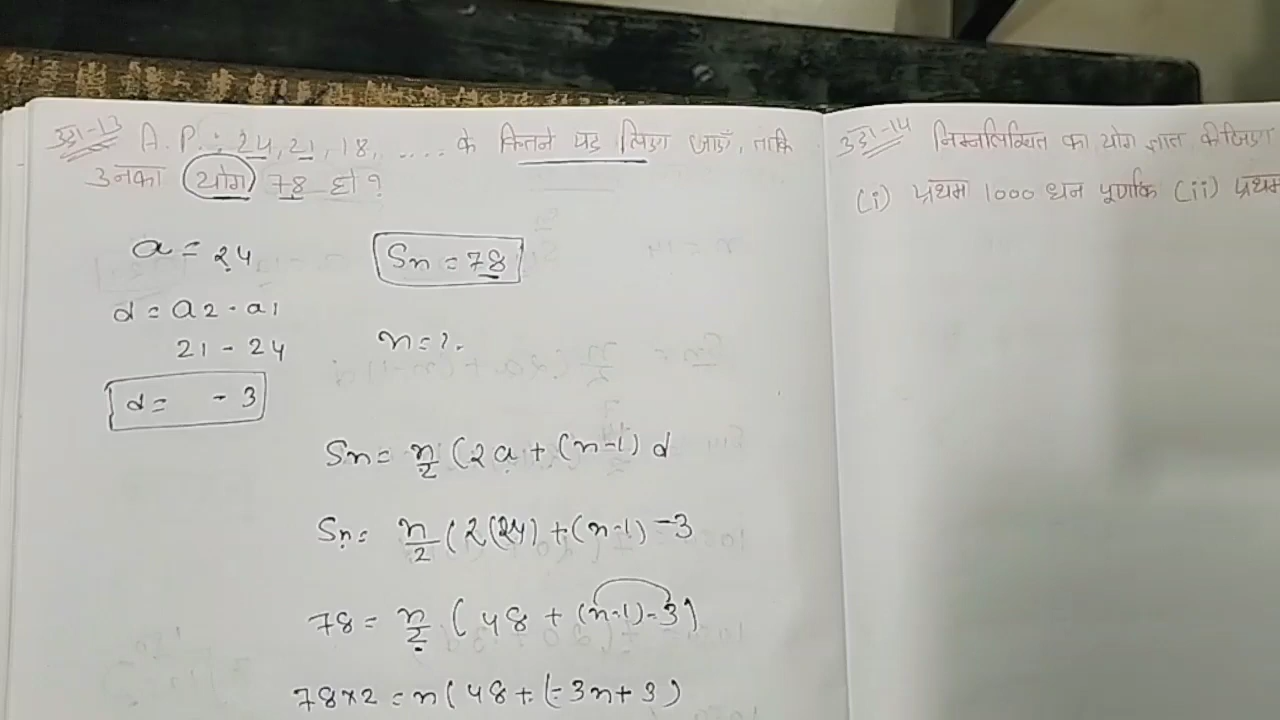 उदा-13 A.P.: 24, 21, 18, .... के कितने पद लिए जाएँ, ताकि
उनका योग 78 हो ?
a = 24
Sn = 78
d = a2 - a1
21 - 24
n = ?.
d = - 3
Sn = n/2 (2a + (n-1) d
Sn = n/2 (2(24) + (n-1) -3
78 = n/2 (48 + (n-1)-3)
78×2 = n(48+(-3n+3)
उदा-14 निम्नलिखित का योग ज्ञात कीजिए
(i) प्रथम 1000 धन पूर्णांक (ii) प्रथम